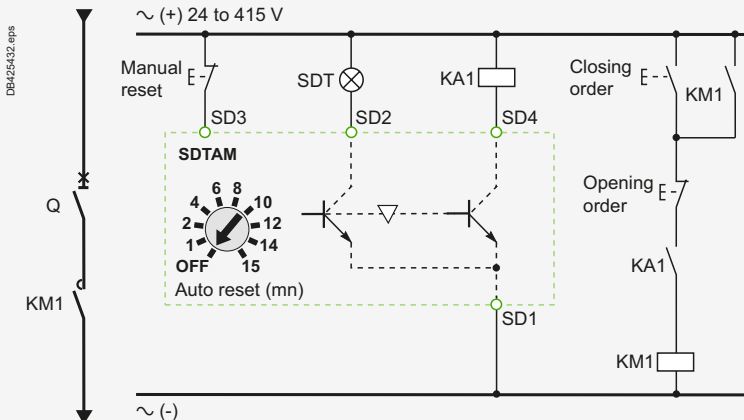 ∼ (+) 24 to 415 V
DB425432.eps
Manual
reset
SDT
KA1
Closing
order
KM1
SD3
SD2
SD4
SDTAM
Q
6 8
4 10
2 12
1 14
OFF 15
Auto reset (mn)
Opening
order
KA1
KM1
SD1
KM1
∼ (-)